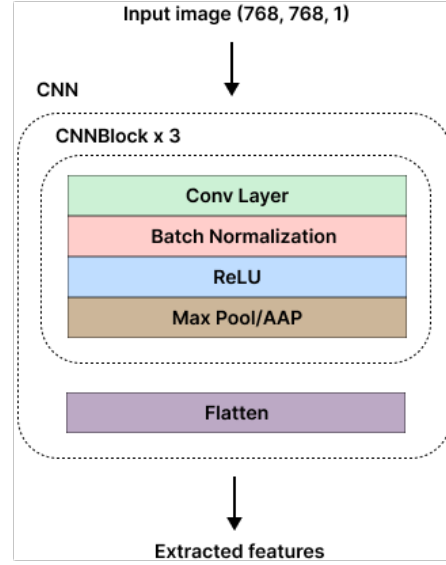 Input image (768, 768, 1)
CNN
CNNBlock x 3
Conv Layer
Batch Normalization
ReLU
Max Pool/AAP
Flatten
Extracted features